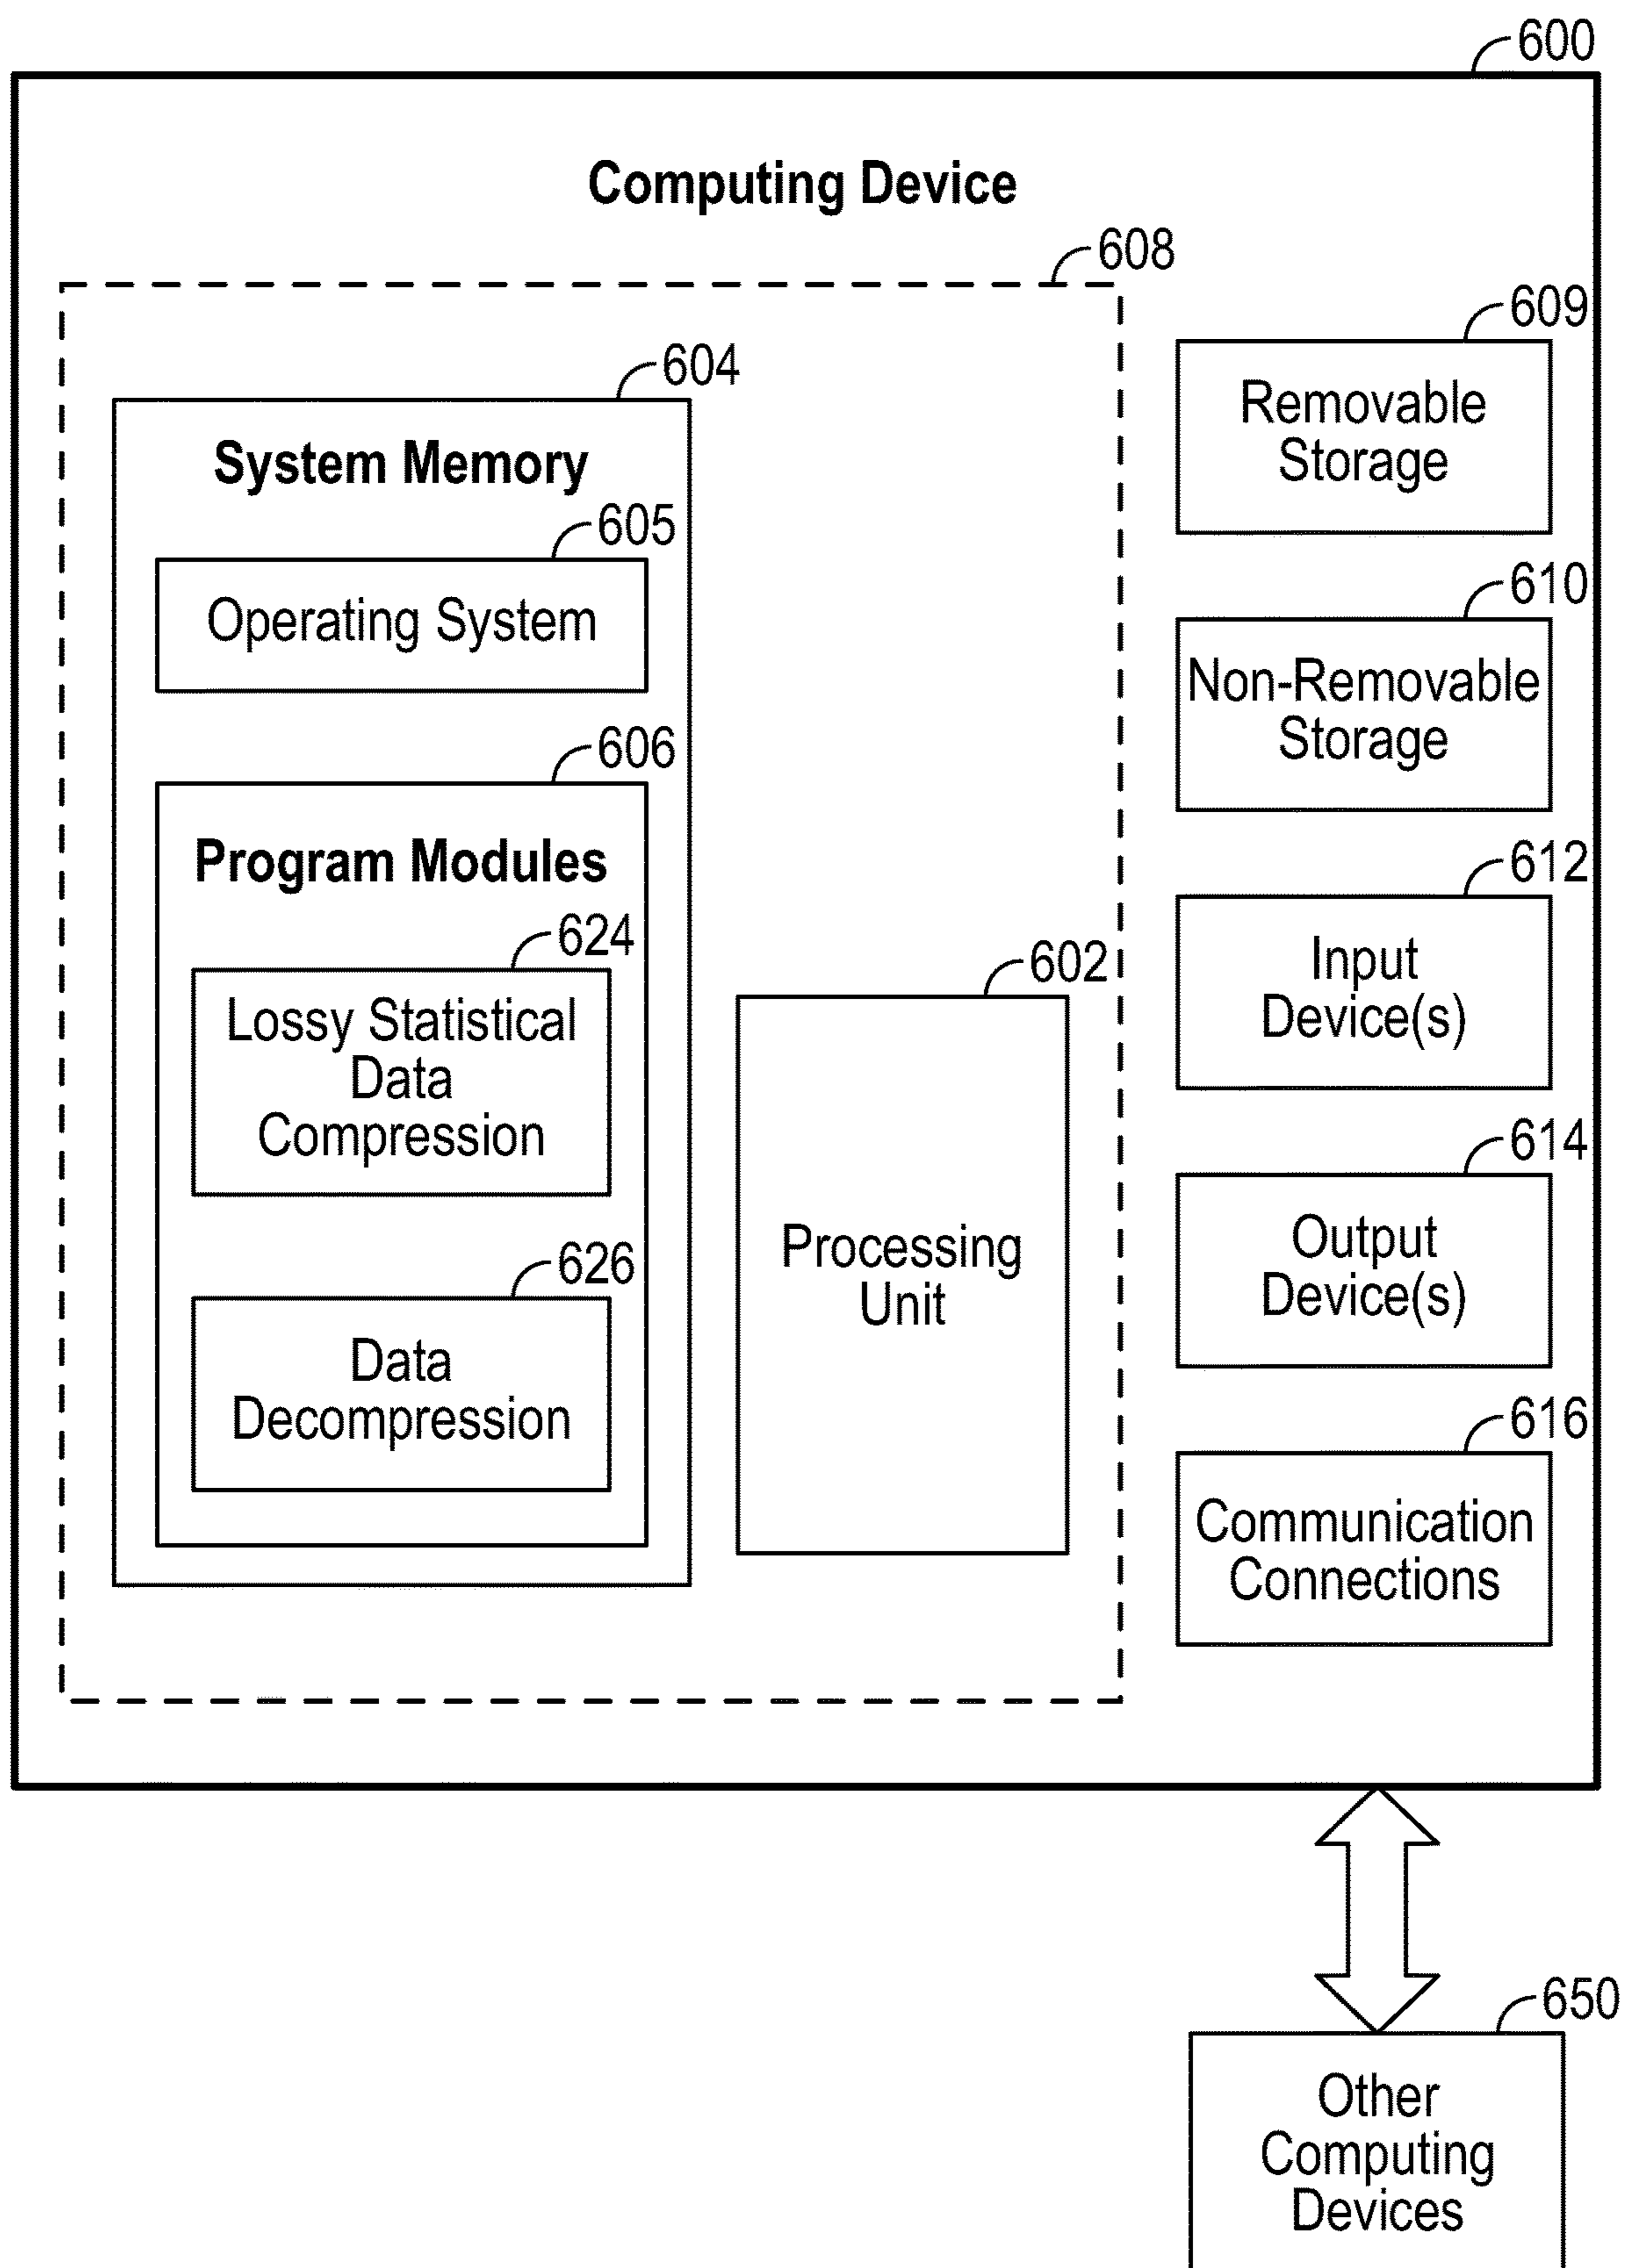 600
Computing Device
608
604
System Memory
605
Operating System
606
Program Modules
624
Lossy Statistical
Data
Compression
626
Data
Decompression
602
Processing
Unit
609
Removable
Storage
610
Non-Removable
Storage
612
Input
Device(s)
614
Output
Device(s)
616
Communication
Connections
650
Other
Computing
Devices